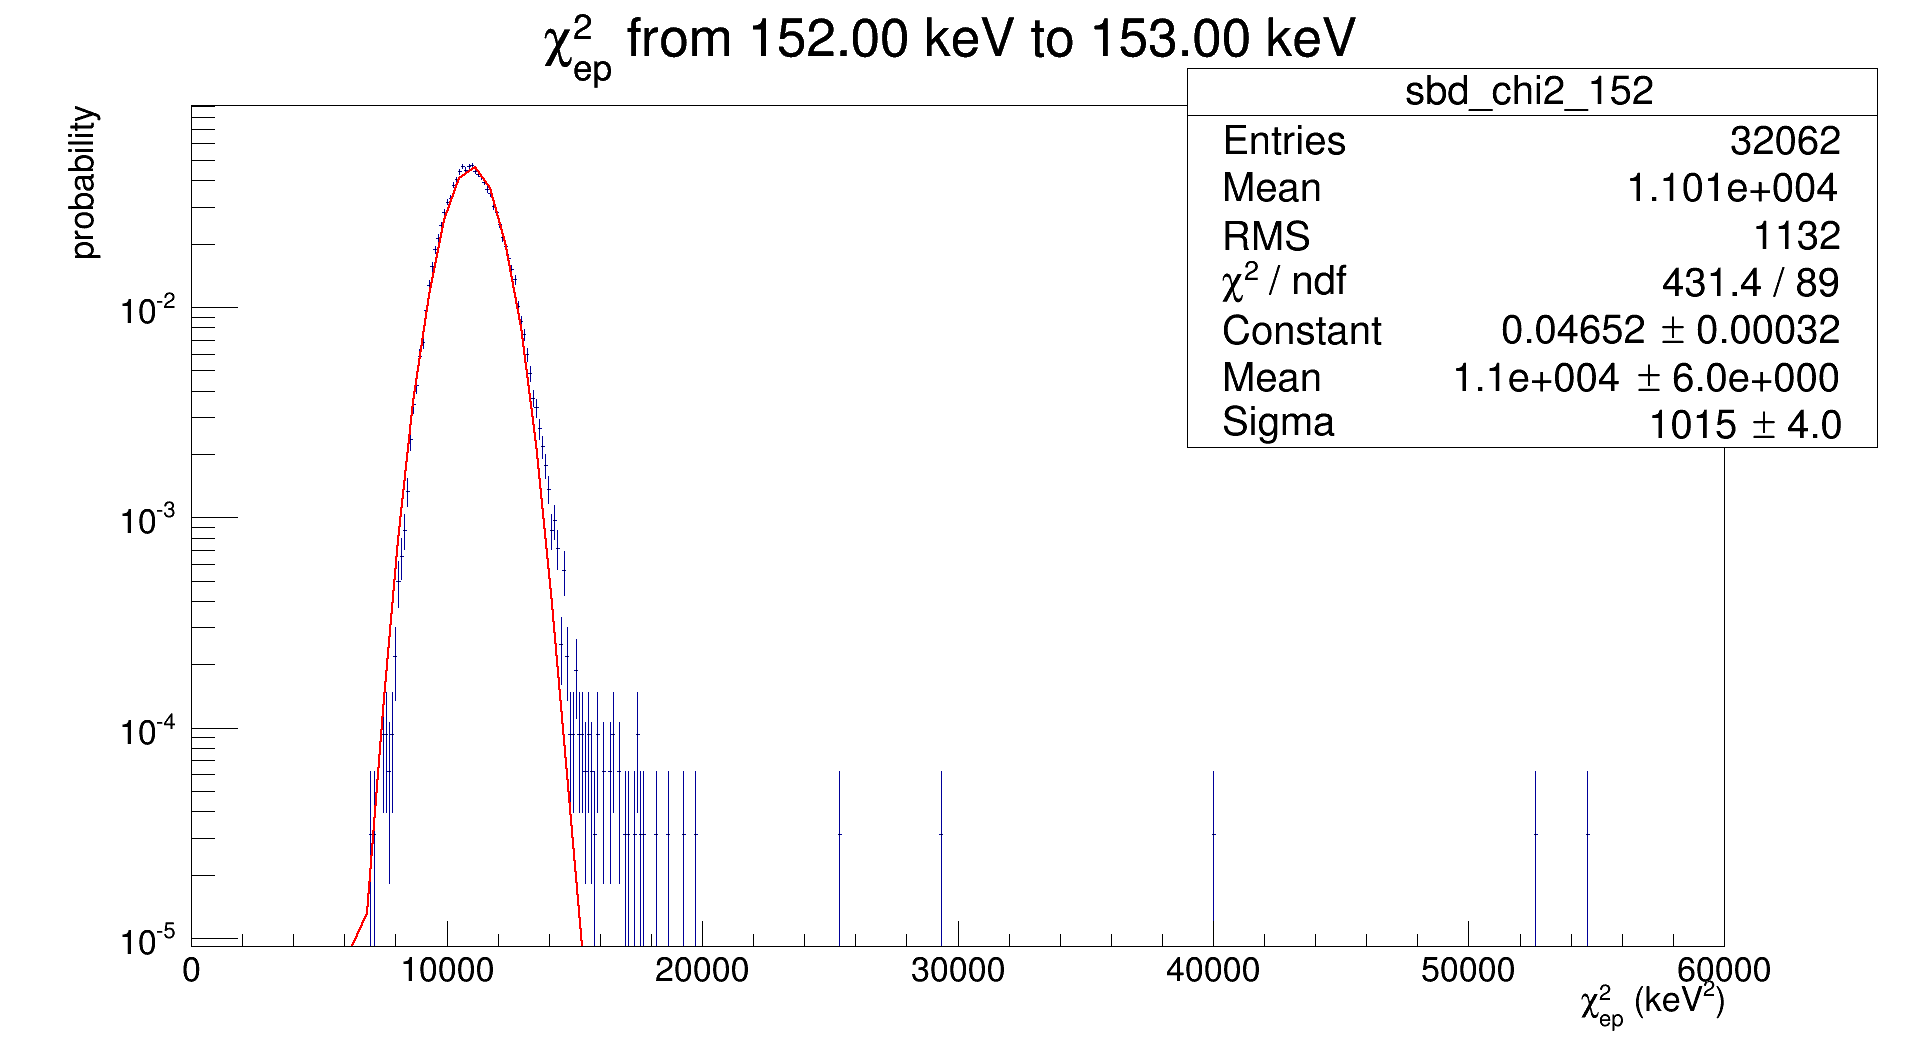 χ²ep from 152.00 keV to 153.00 keV
sbd_chi2_152
Entries 32062
Mean 1.101e+004
RMS 1132
χ² / ndf 431.4 / 89
Constant 0.04652 ± 0.00032
Mean 1.1e+004 ± 6.0e+000
Sigma 1015 ± 4.0
probability
10⁻²
10⁻³
10⁻⁴
10⁻⁵
0 10000 20000 30000 40000 50000 60000
χ²ep (keV²)